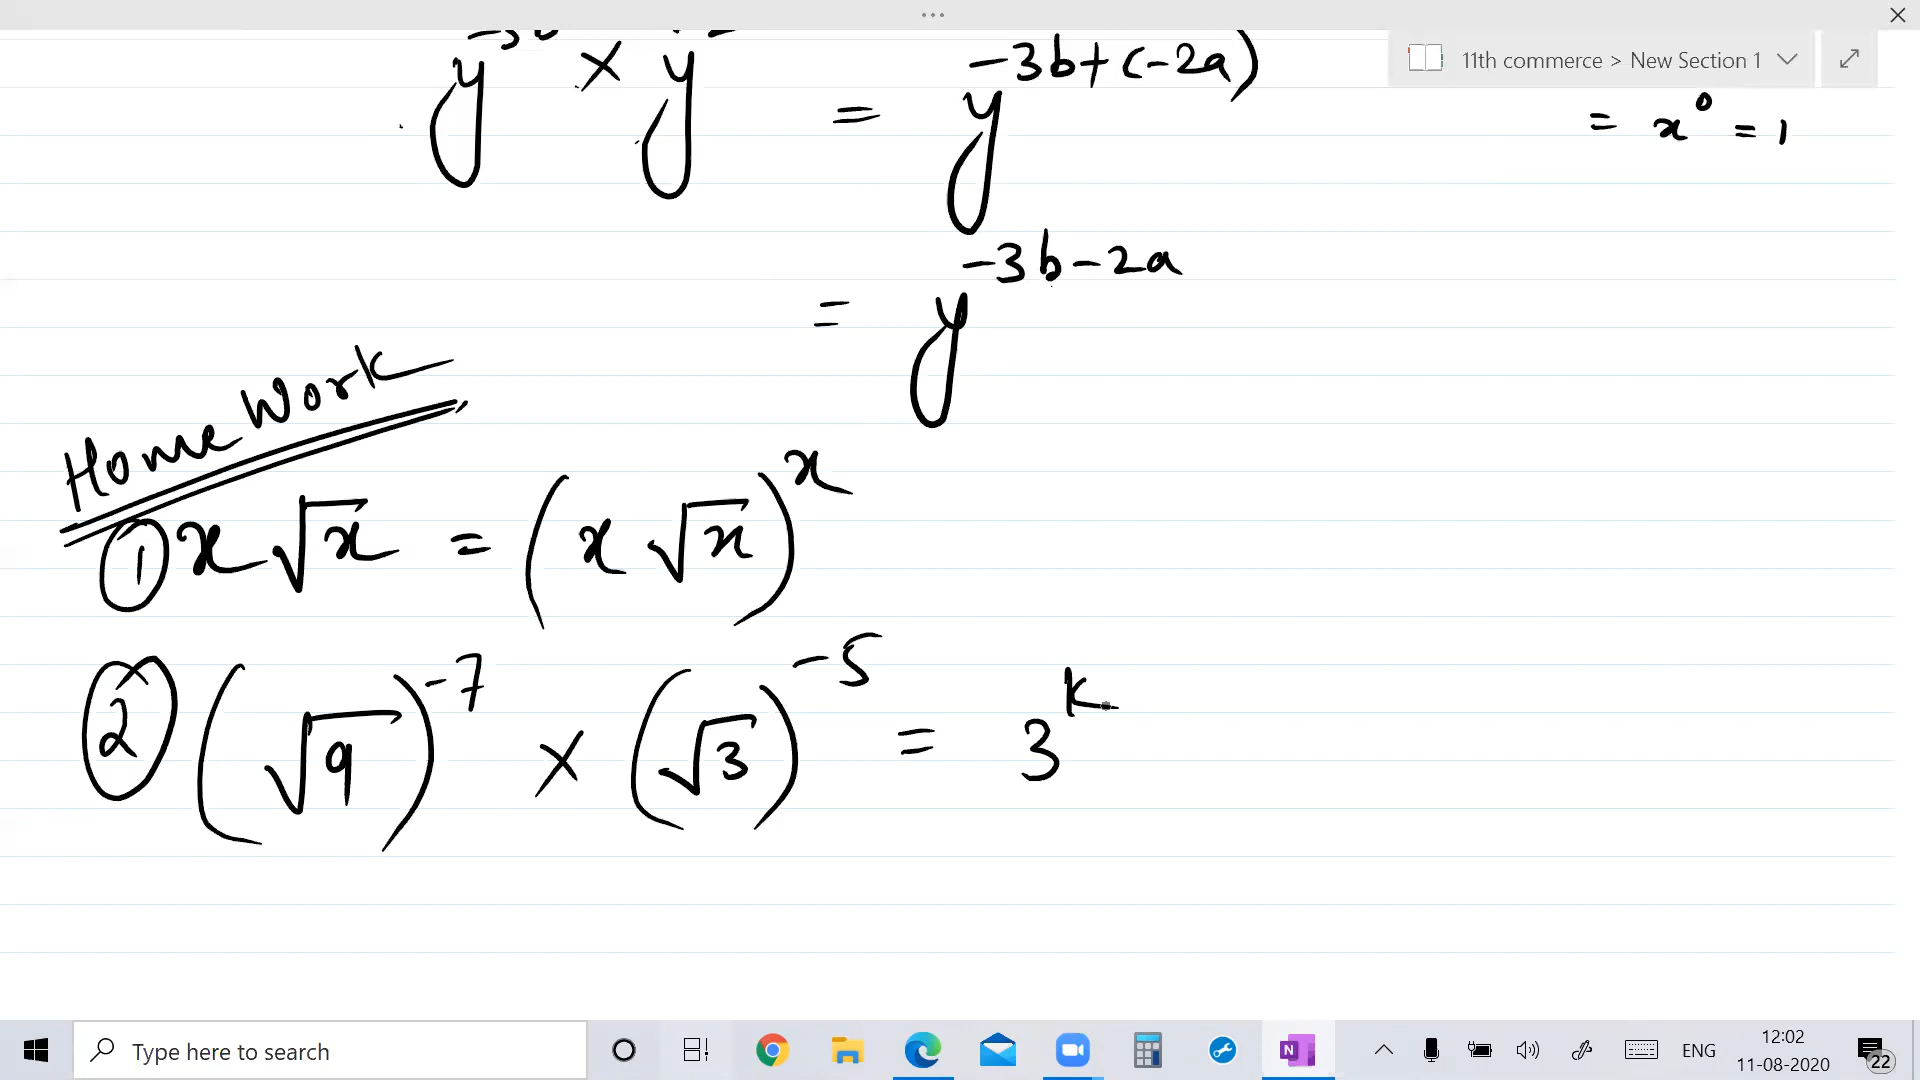 11th commerce > New Section 1
y × y = y^{-3b+(-2a)}
= x⁰ = 1
= y^{-3b-2a}
Home Work
① x√x = (x√x)^x
② (√9)^{-7} × (√3)^{-5} = 3^k
Type here to search
N
ENG
12:02
11-08-2020
22